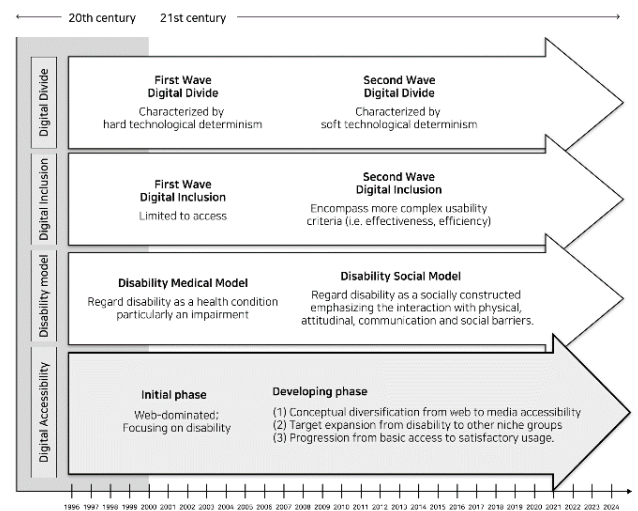 20th century 21st century
Digital Divide
First Wave
Digital Divide
Characterized by
hard technological determinism
Second Wave
Digital Divide
Characterized by
soft technological determinism
Digital Inclusion
First Wave
Digital Inclusion
Limited to access
Second Wave
Digital Inclusion
Encompass more complex usability
criteria (i.e. effectiveness, efficiency)
Disability model
Disability Medical Model
Regard disability as a health condition
particularly an impairment
Disability Social Model
Regard disability as a socially constructed
emphasizing the interaction with physical,
attitudinal, communication and social barriers.
Digital Accessibility
Initial phase
Web-dominated;
Focusing on disability
Developing phase
(1) Conceptual diversification from web to media accessibility
(2) Target expansion from disability to other niche groups
(3) Progression from basic access to satisfactory usage.
1996 1997 1998 1999 2000 2001 2002 2003 2004 2005 2006 2007 2008 2009 2010 2011 2012 2013 2014 2015 2016 2017 2018 2019 2020 2021 2022 2023 2024